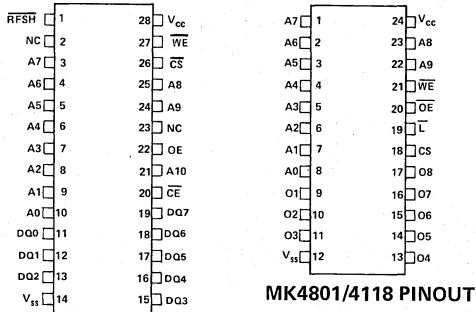 RFSH 1 28 Vcc
NC 2 27 WE
A7 3 26 CS
A6 4 25 A8
A5 5 24 A9
A4 6 23 NC
A3 7 22 OE
A2 8 21 A10
A1 9 20 CE
A0 10 19 DQ7
DQ0 11 18 DQ6
DQ1 12 17 DQ5
DQ2 13 16 DQ4
Vss 14 15 DQ3
A7 1 24 Vcc
A6 2 23 A8
A5 3 22 A9
A4 4 21 WE
A3 5 20 OE
A2 6 19 L
A1 7 18 CS
A0 8 17 O8
O1 9 16 O7
O2 10 15 O6
O3 11 14 O5
Vss 12 13 O4
MK4801/4118 PINOUT